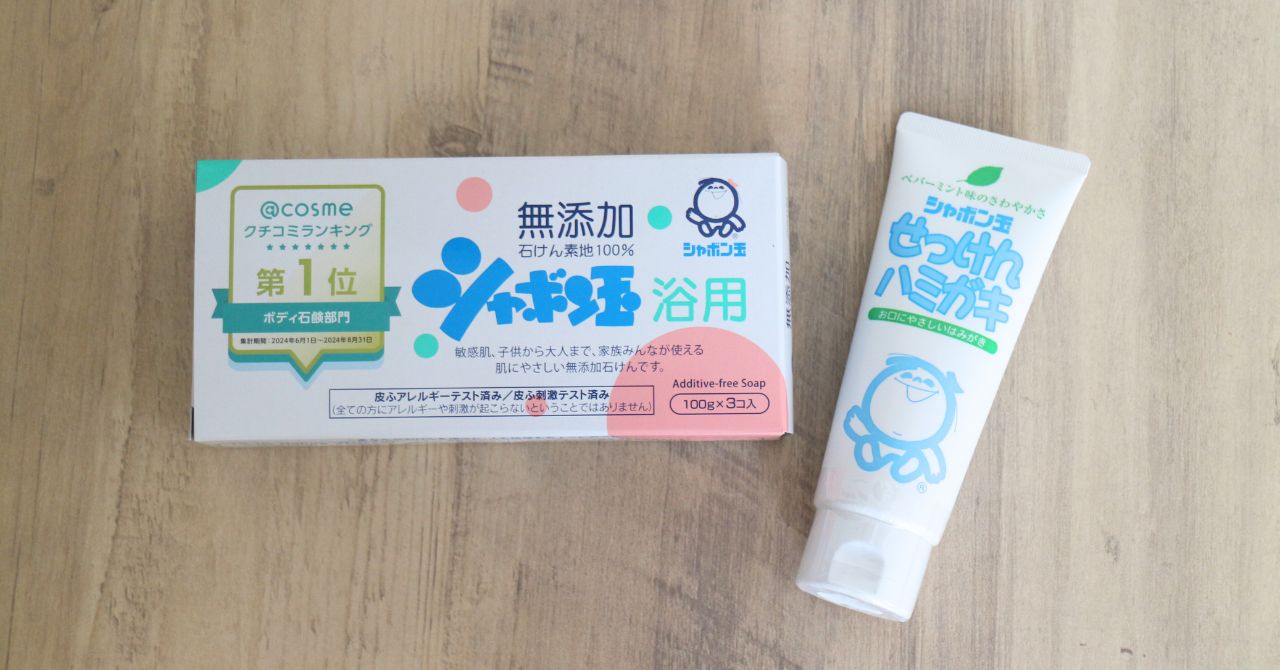 @cosme
クチコミランキング
第1位
ボディ石鹸部門
集計期間：2024年6月1日～2024年8月31日
無添加
石けん素地100%
シャボン玉 浴用
シャボン玉
敏感肌、子供から大人まで、家族みんなが使える
肌にやさしい無添加石けんです。
皮ふアレルギーテスト済み／皮ふ刺激テスト済み
（全ての方にアレルギーや刺激が起こらないということではありません）
Additive-free Soap
100g×3コ入
無添加
ペパーミント味のさわやかさ
シャボン玉
せっけん
ハミガキ
お口にやさしいはみがき
®